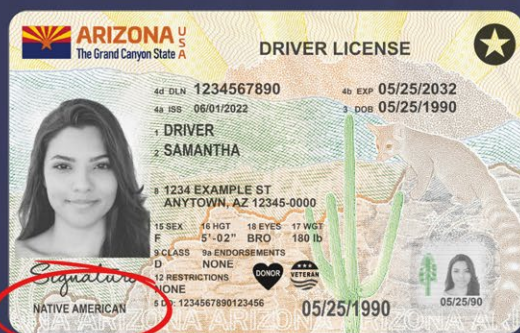 ARIZONA USA
The Grand Canyon State
DRIVER LICENSE
4d DLN 1234567890
4b EXP 05/25/2032
4a ISS 06/01/2022
3 DOB 05/25/1990
1 DRIVER
2 SAMANTHA
8 1234 EXAMPLE ST
ANYTOWN, AZ 12345-0000
15 SEX 16 HGT 18 EYES 17 WGT
F 5'-02" BRO 180 lb
9 CLASS 9a ENDORSEMENTS
D NONE
12 RESTRICTIONS
NONE
DONOR
VETERAN
Signature
NATIVE AMERICAN
5 DD: 1234567890123456
05/25/1990
05/25/90
ARIZONA ARIZONA